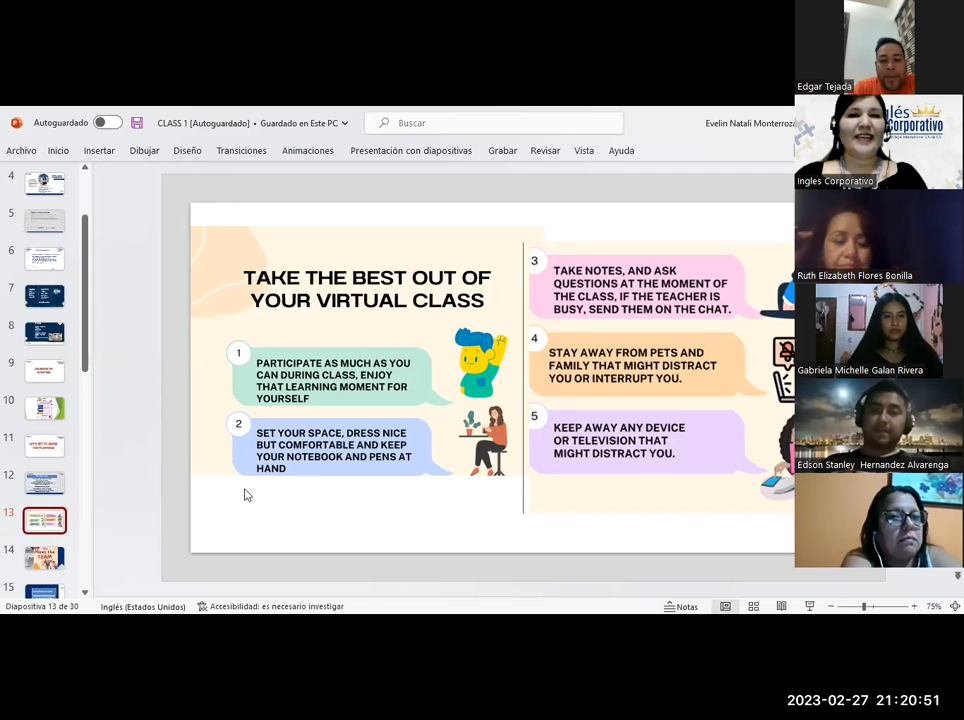 Autoguardado
CLASS 1 [Autoguardado] • Guardado en Este PC
Buscar
Evelin Natali Monterroza
Archivo Inicio Insertar Dibujar Diseño Transiciones Animaciones Presentación con diapositivas Grabar Revisar Vista Ayuda
4
5
6
7
8
9
10
11
12
13
14
15
TAKE THE BEST OUT OF
YOUR VIRTUAL CLASS
1
PARTICIPATE AS MUCH AS YOU
CAN DURING CLASS, ENJOY
THAT LEARNING MOMENT FOR
YOURSELF
2
SET YOUR SPACE, DRESS NICE
BUT COMFORTABLE AND KEEP
YOUR NOTEBOOK AND PENS AT
HAND
3
TAKE NOTES, AND ASK
QUESTIONS AT THE MOMENT OF
THE CLASS, IF THE TEACHER IS
BUSY, SEND THEM ON THE CHAT.
4
STAY AWAY FROM PETS AND
FAMILY THAT MIGHT DISTRACT
YOU OR INTERRUPT YOU.
5
KEEP AWAY ANY DEVICE
OR TELEVISION THAT
MIGHT DISTRACT YOU.
Edgar Tejada
Corporativo
Ingles Corporativo
Ruth Elizabeth Flores Bonilla
Gabriela Michelle Galan Rivera
Edson Stanley Hernandez Alvarenga
Diapositiva 13 de 30
Inglés (Estados Unidos)
Accesibilidad: es necesario investigar
Notas
75%
2023-02-27 21:20:51